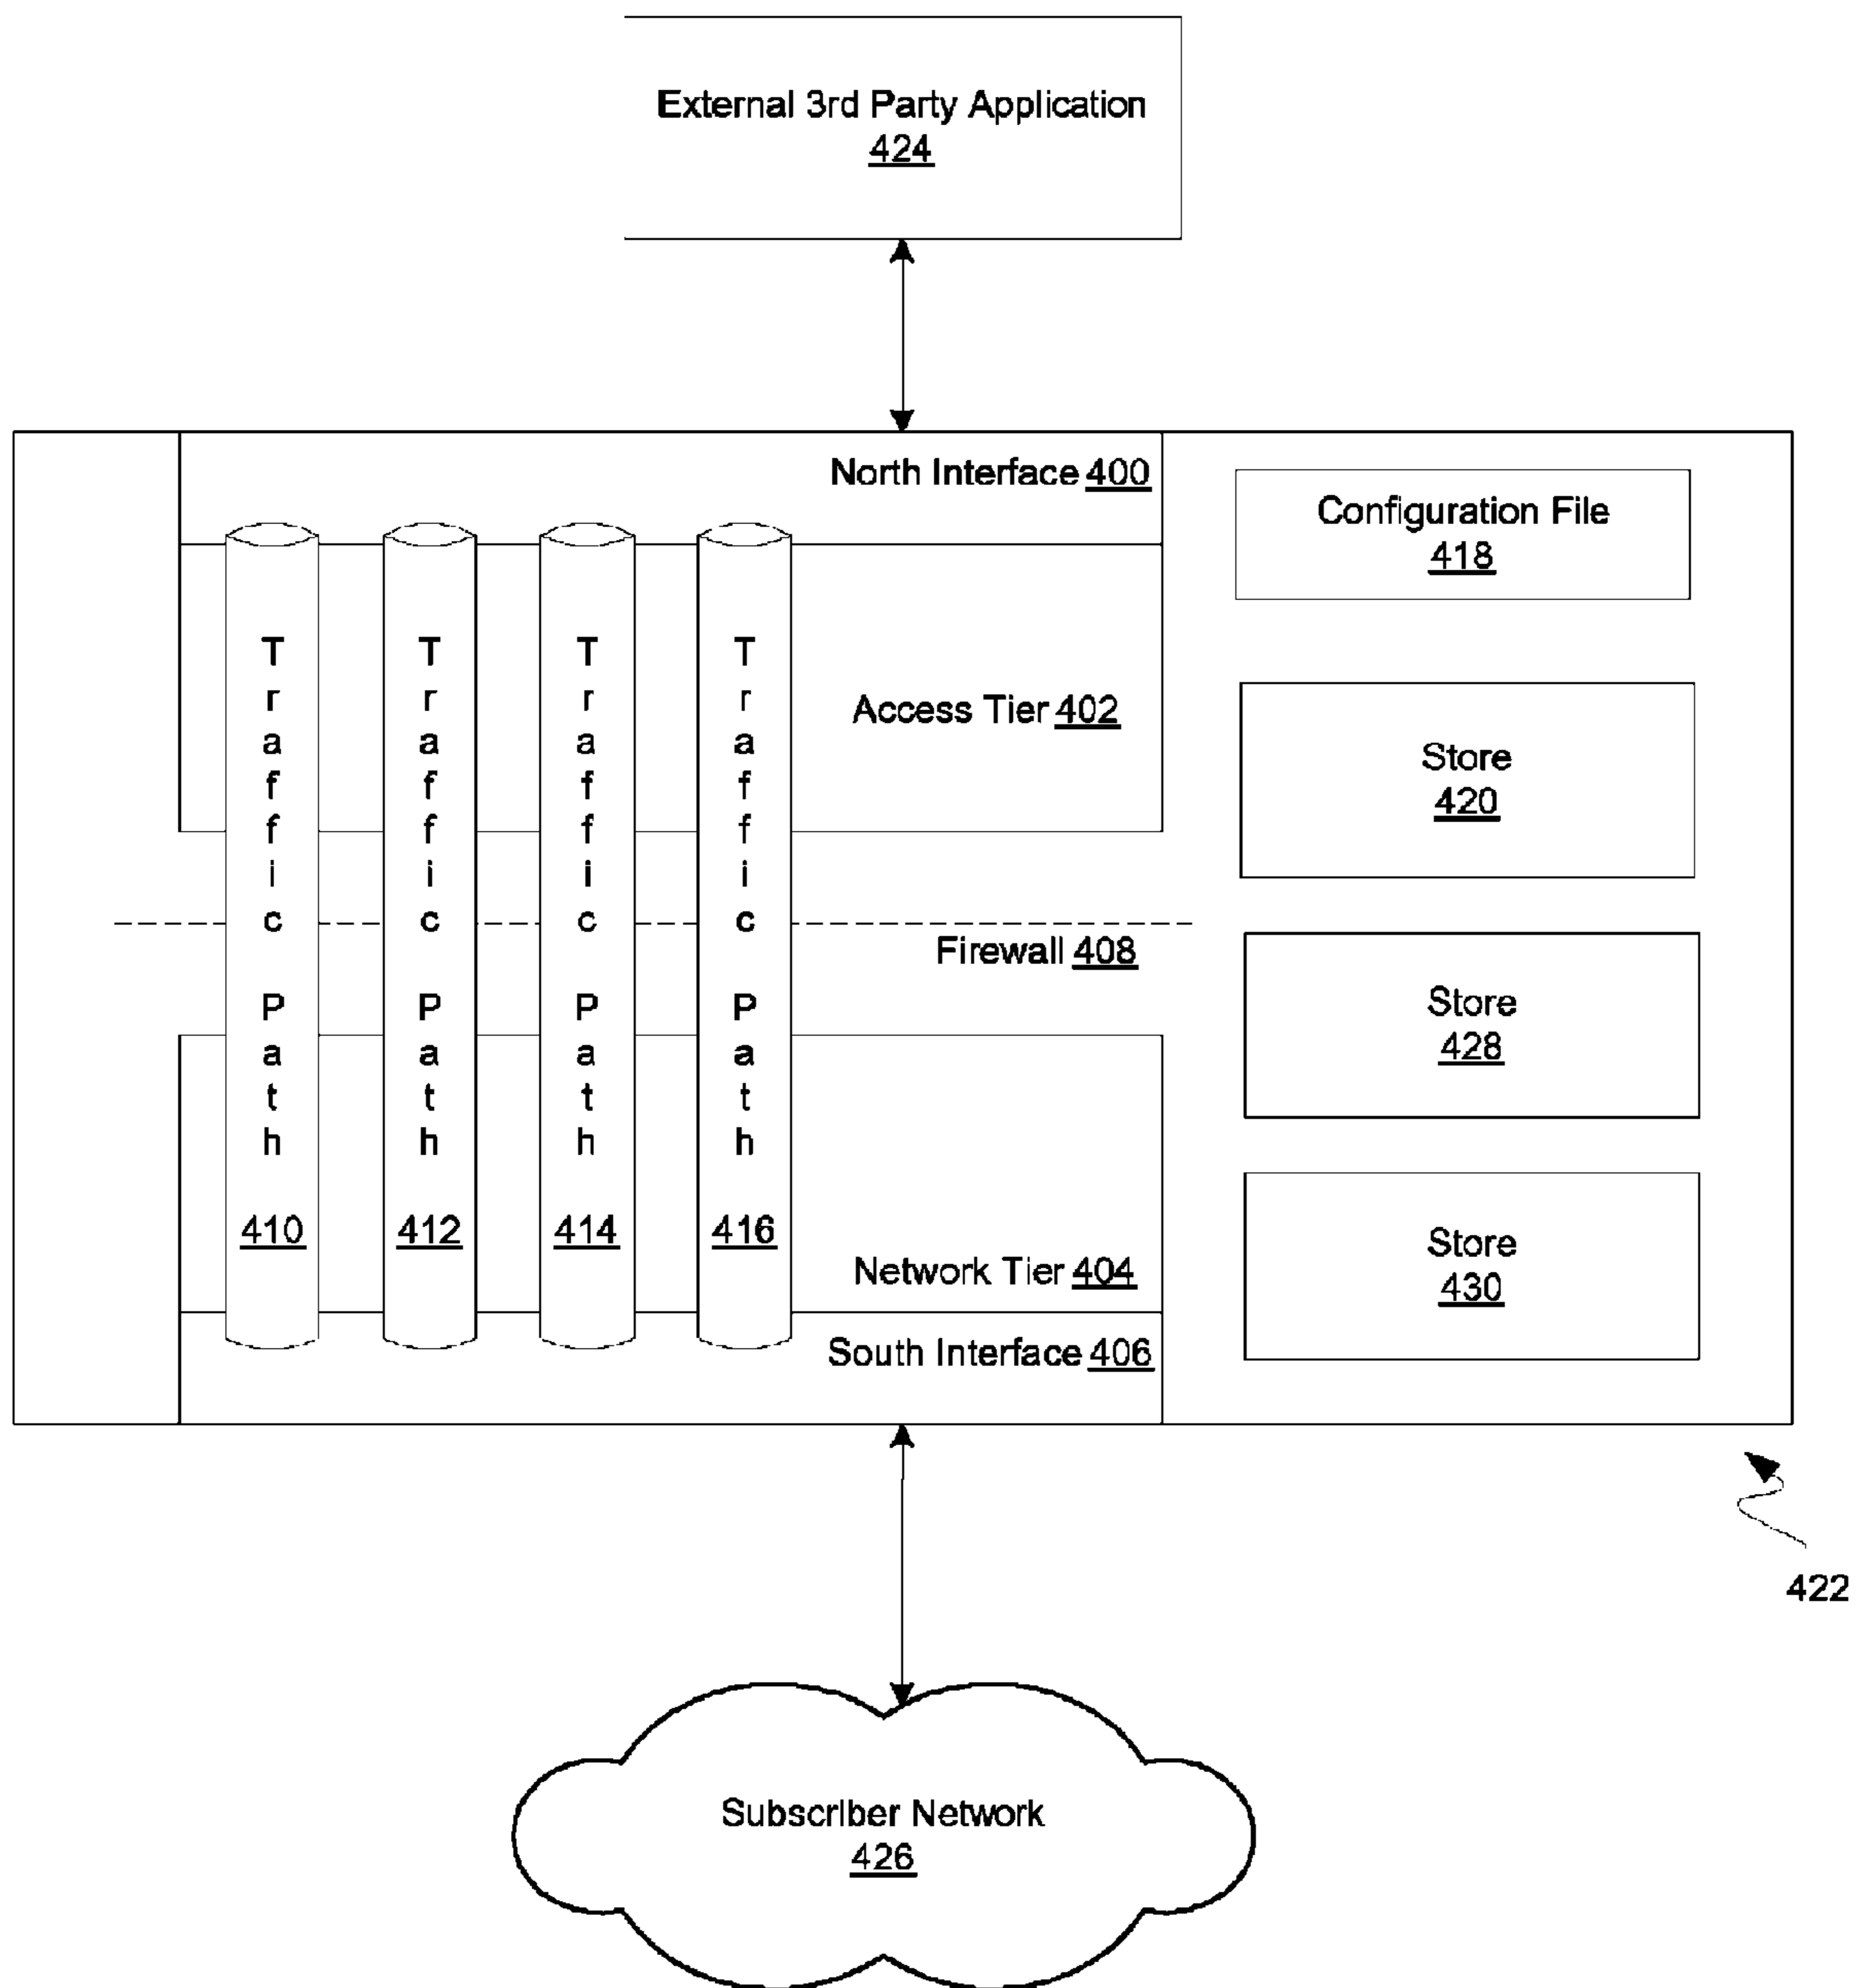 External 3rd Party Application
424
North Interface 400
Configuration File
418
Access Tier 402
Store
420
Firewall 408
Store
428
Traffic Path
410
Traffic Path
412
Traffic Path
414
Traffic Path
416
Network Tier 404
Store
430
South Interface 406
422
Subscriber Network
426